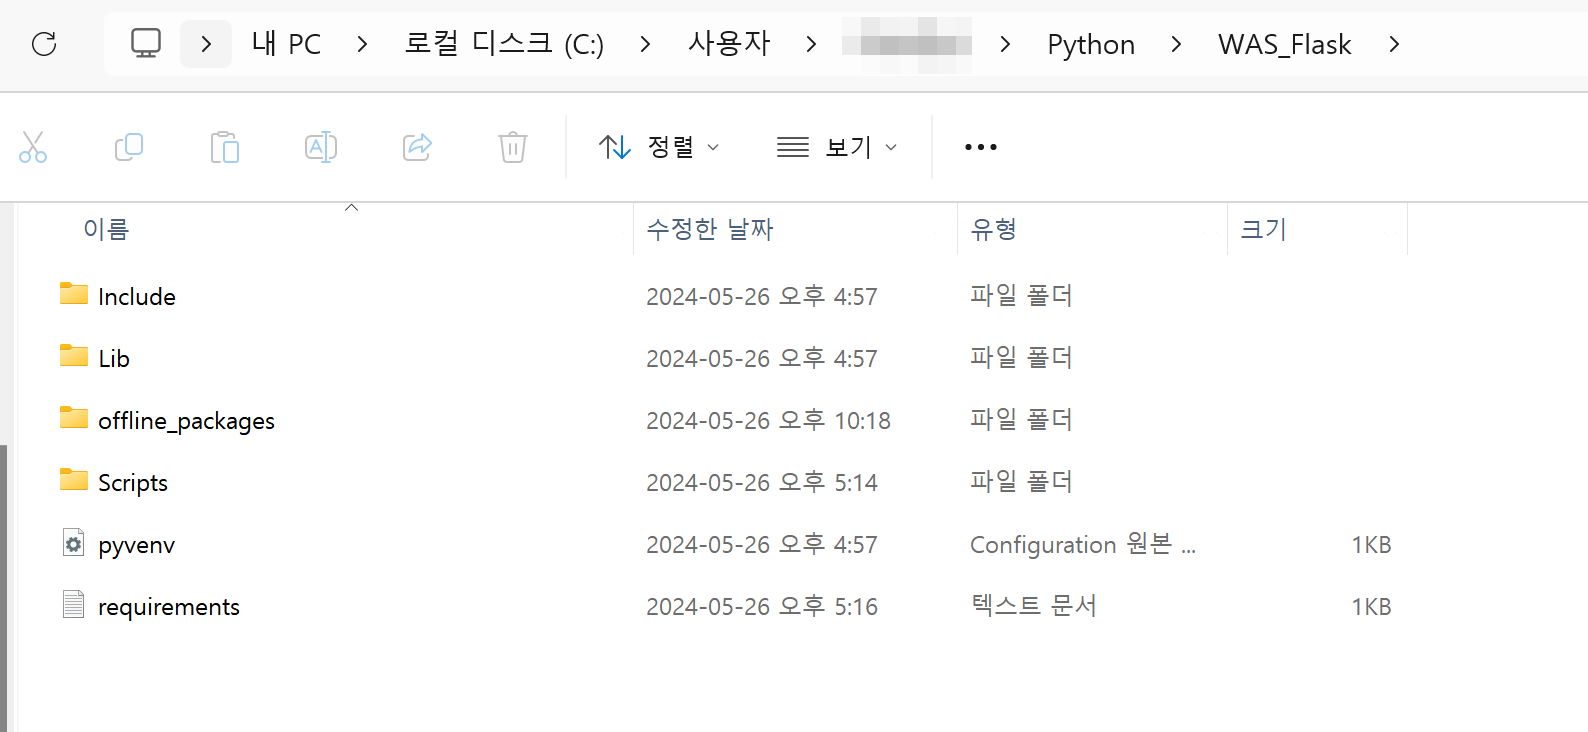 내 PC > 로컬 디스크 (C:) > 사용자 > > Python > WAS_Flask >
정렬 보기
이름 수정한 날짜 유형 크기
Include 2024-05-26 오후 4:57 파일 폴더
Lib 2024-05-26 오후 4:57 파일 폴더
offline_packages 2024-05-26 오후 10:18 파일 폴더
Scripts 2024-05-26 오후 5:14 파일 폴더
pyvenv 2024-05-26 오후 4:57 Configuration 원본 ... 1KB
requirements 2024-05-26 오후 5:16 텍스트 문서 1KB